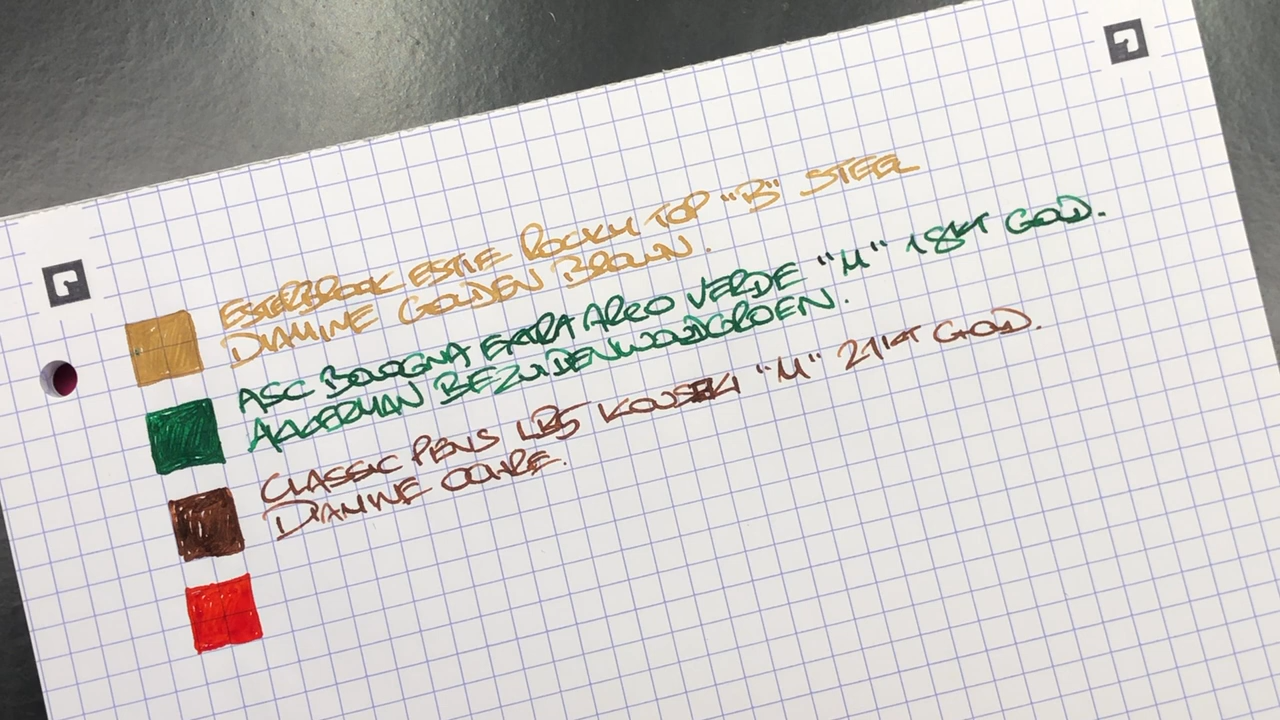 ESTERBROOK ESTIE ROCKY TOP "B" STEEL
DIAMINE GOLDEN BROWN.
ASC BOLOGNA EXTRA ARCO VERDE "M" 18KT GOLD.
AKKERMAN BEZUIDENWOUDGROEN.
CLASSIC PENS LB5 KOUSEKI "M" 21KT GOLD.
DIAMINE OCHRE.